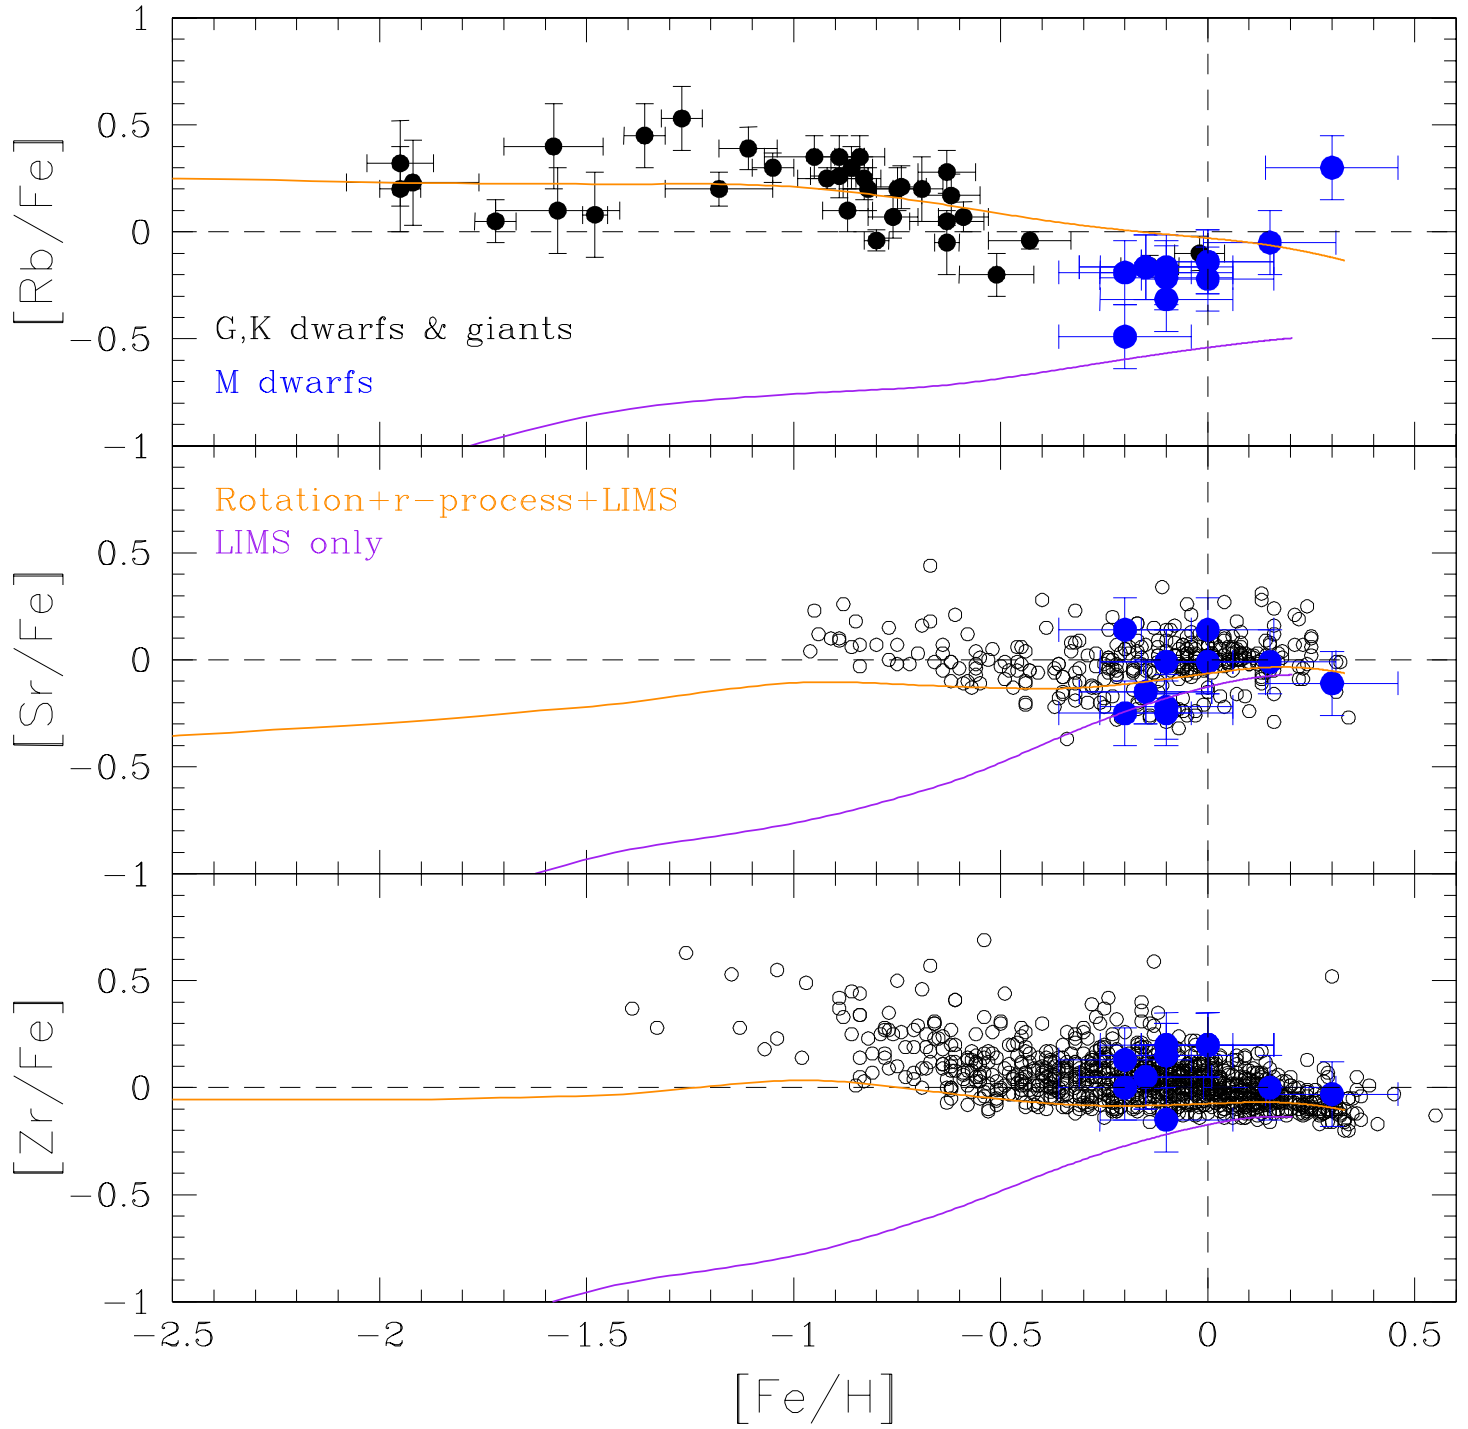 1
0.5
0
−0.5
−1
[Rb/Fe]
G,K dwarfs & giants
M dwarfs
0.5
0
−0.5
−1
[Sr/Fe]
Rotation+r−process+LIMS
LIMS only
0.5
0
−0.5
−1
[Zr/Fe]
−2.5 −2 −1.5 −1 −0.5 0 0.5
[Fe/H]